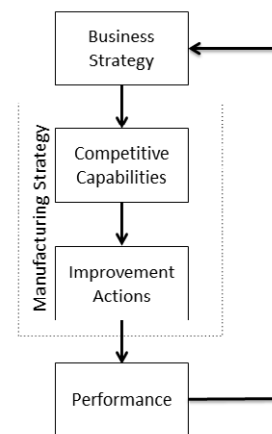 Business
Strategy
Manufacturing Strategy
Competitive
Capabilities
Improvement
Actions
Performance